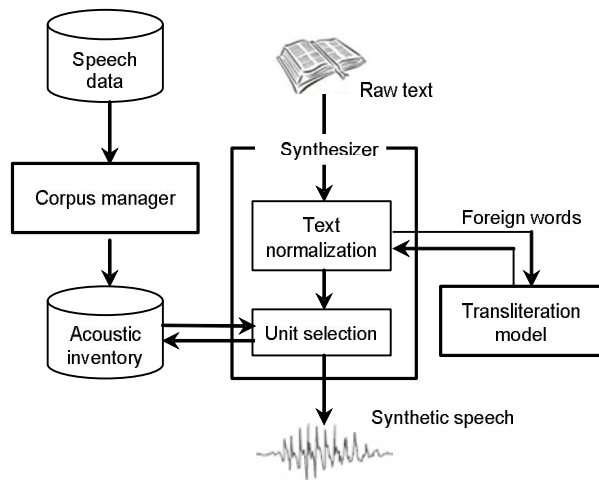 Speech
data
Raw text
Synthesizer
Corpus manager
Text
normalization
Foreign words
Acoustic
inventory
Unit selection
Transliteration
model
Synthetic speech